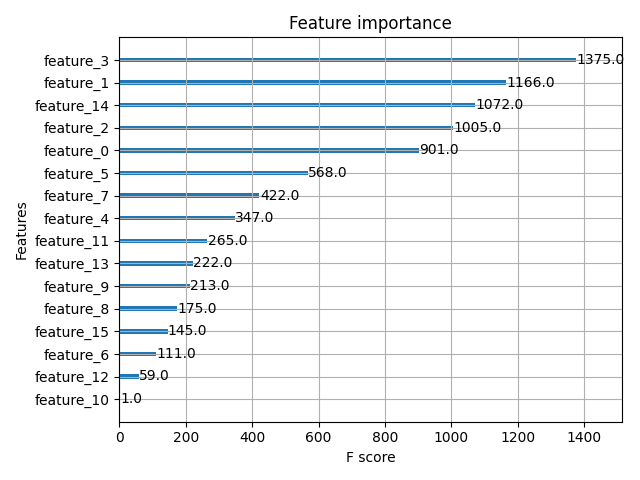 Feature importance
feature_3 1375.0
feature_1 1166.0
feature_14 1072.0
feature_2 1005.0
feature_0 901.0
feature_5 568.0
feature_7 422.0
feature_4 347.0
feature_11 265.0
feature_13 222.0
feature_9 213.0
feature_8 175.0
feature_15 145.0
feature_6 111.0
feature_12 59.0
feature_10 1.0
Features
0 200 400 600 800 1000 1200 1400
F score